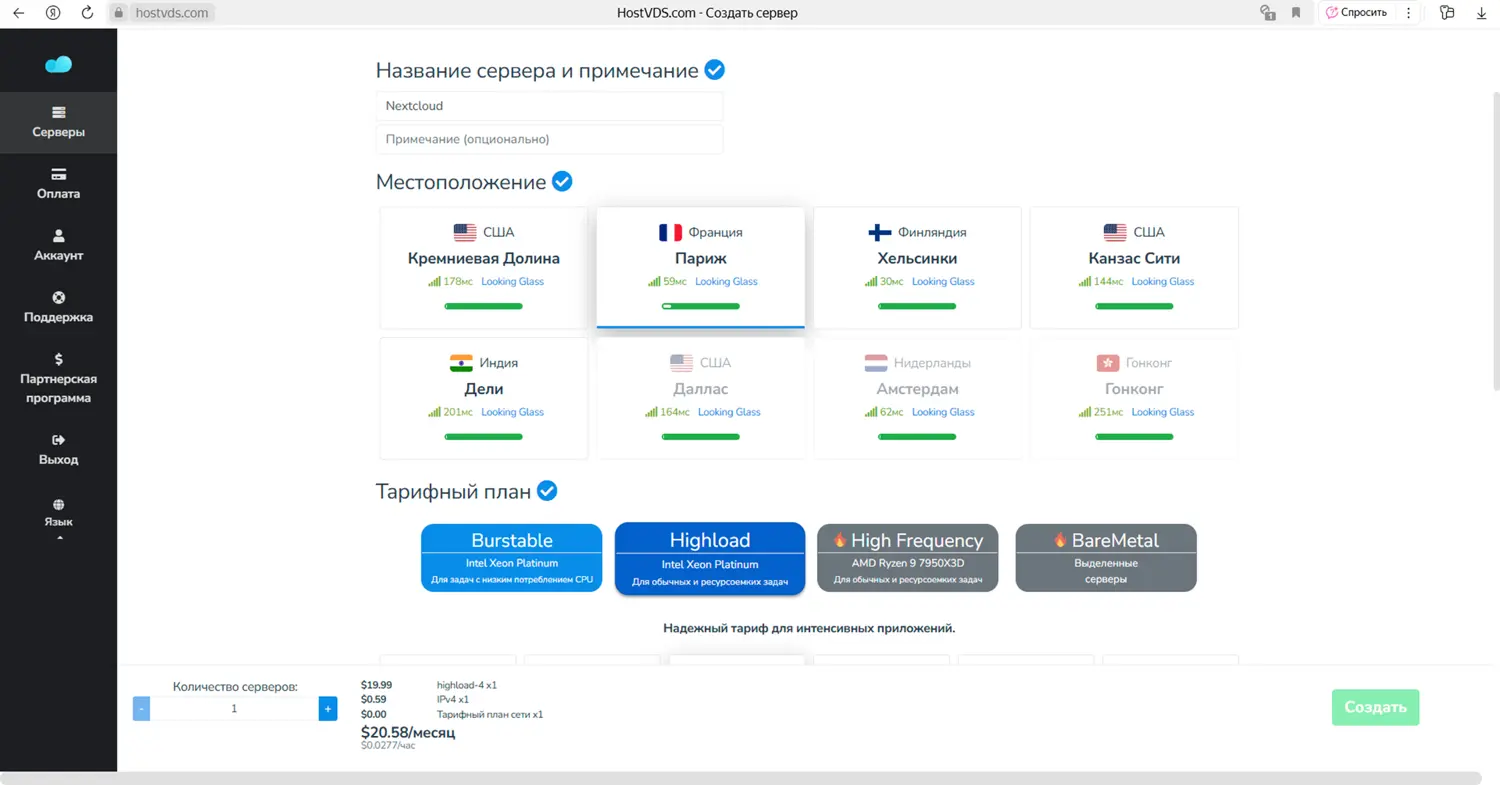 hostvds.com
HostVDS.com - Создать сервер
1
Спросить
Серверы
Оплата
Аккаунт
Поддержка
$
Партнерская
программа
Выход
Язык
Название сервера и примечание
Nextcloud
Примечание (опционально)
Местоположение
США
Кремниевая Долина
178мс Looking Glass
Франция
Париж
59мс Looking Glass
Финляндия
Хельсинки
30мс Looking Glass
США
Канзас Сити
144мс Looking Glass
Индия
Дели
201мс Looking Glass
США
Даллас
164мс Looking Glass
Нидерланды
Амстердам
62мс Looking Glass
Гонконг
Гонконг
251мс Looking Glass
Тарифный план
Burstable
Intel Xeon Platinum
Для задач с низким потреблением CPU
Highload
Intel Xeon Platinum
Для обычных и ресурсоемких задач
High Frequency
AMD Ryzen 9 7950X3D
Для обычных и ресурсоемких задач
BareMetal
Выделенные
серверы
Надежный тариф для интенсивных приложений.
Количество серверов:
- 1 +
$19.99 highload-4 x1
$0.59 IPv4 x1
$0.00 Тарифный план сети x1
$20.58/месяц
$0.0277/час
Создать